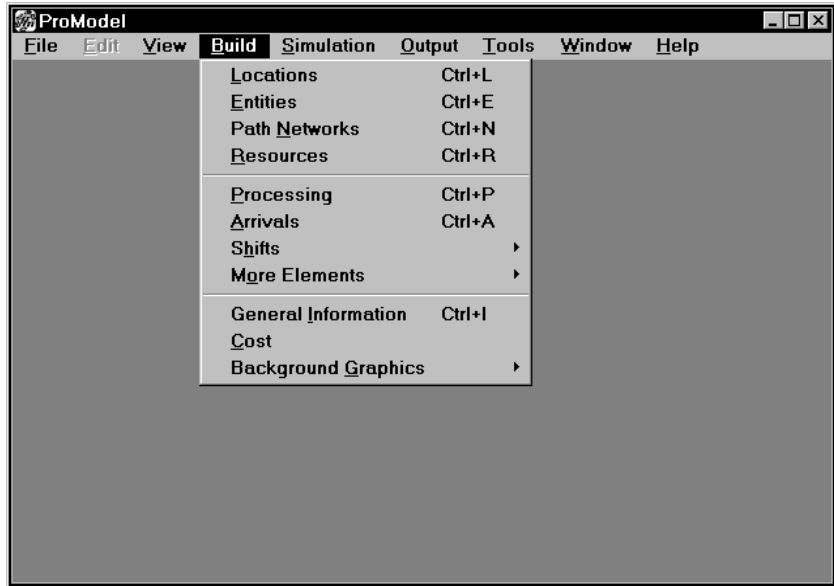 ProModel
File Edit View Build Simulation Output Tools Window Help
Locations Ctrl+L
Entities Ctrl+E
Path Networks Ctrl+N
Resources Ctrl+R
Processing Ctrl+P
Arrivals Ctrl+A
Shifts
More Elements
General Information Ctrl+I
Cost
Background Graphics